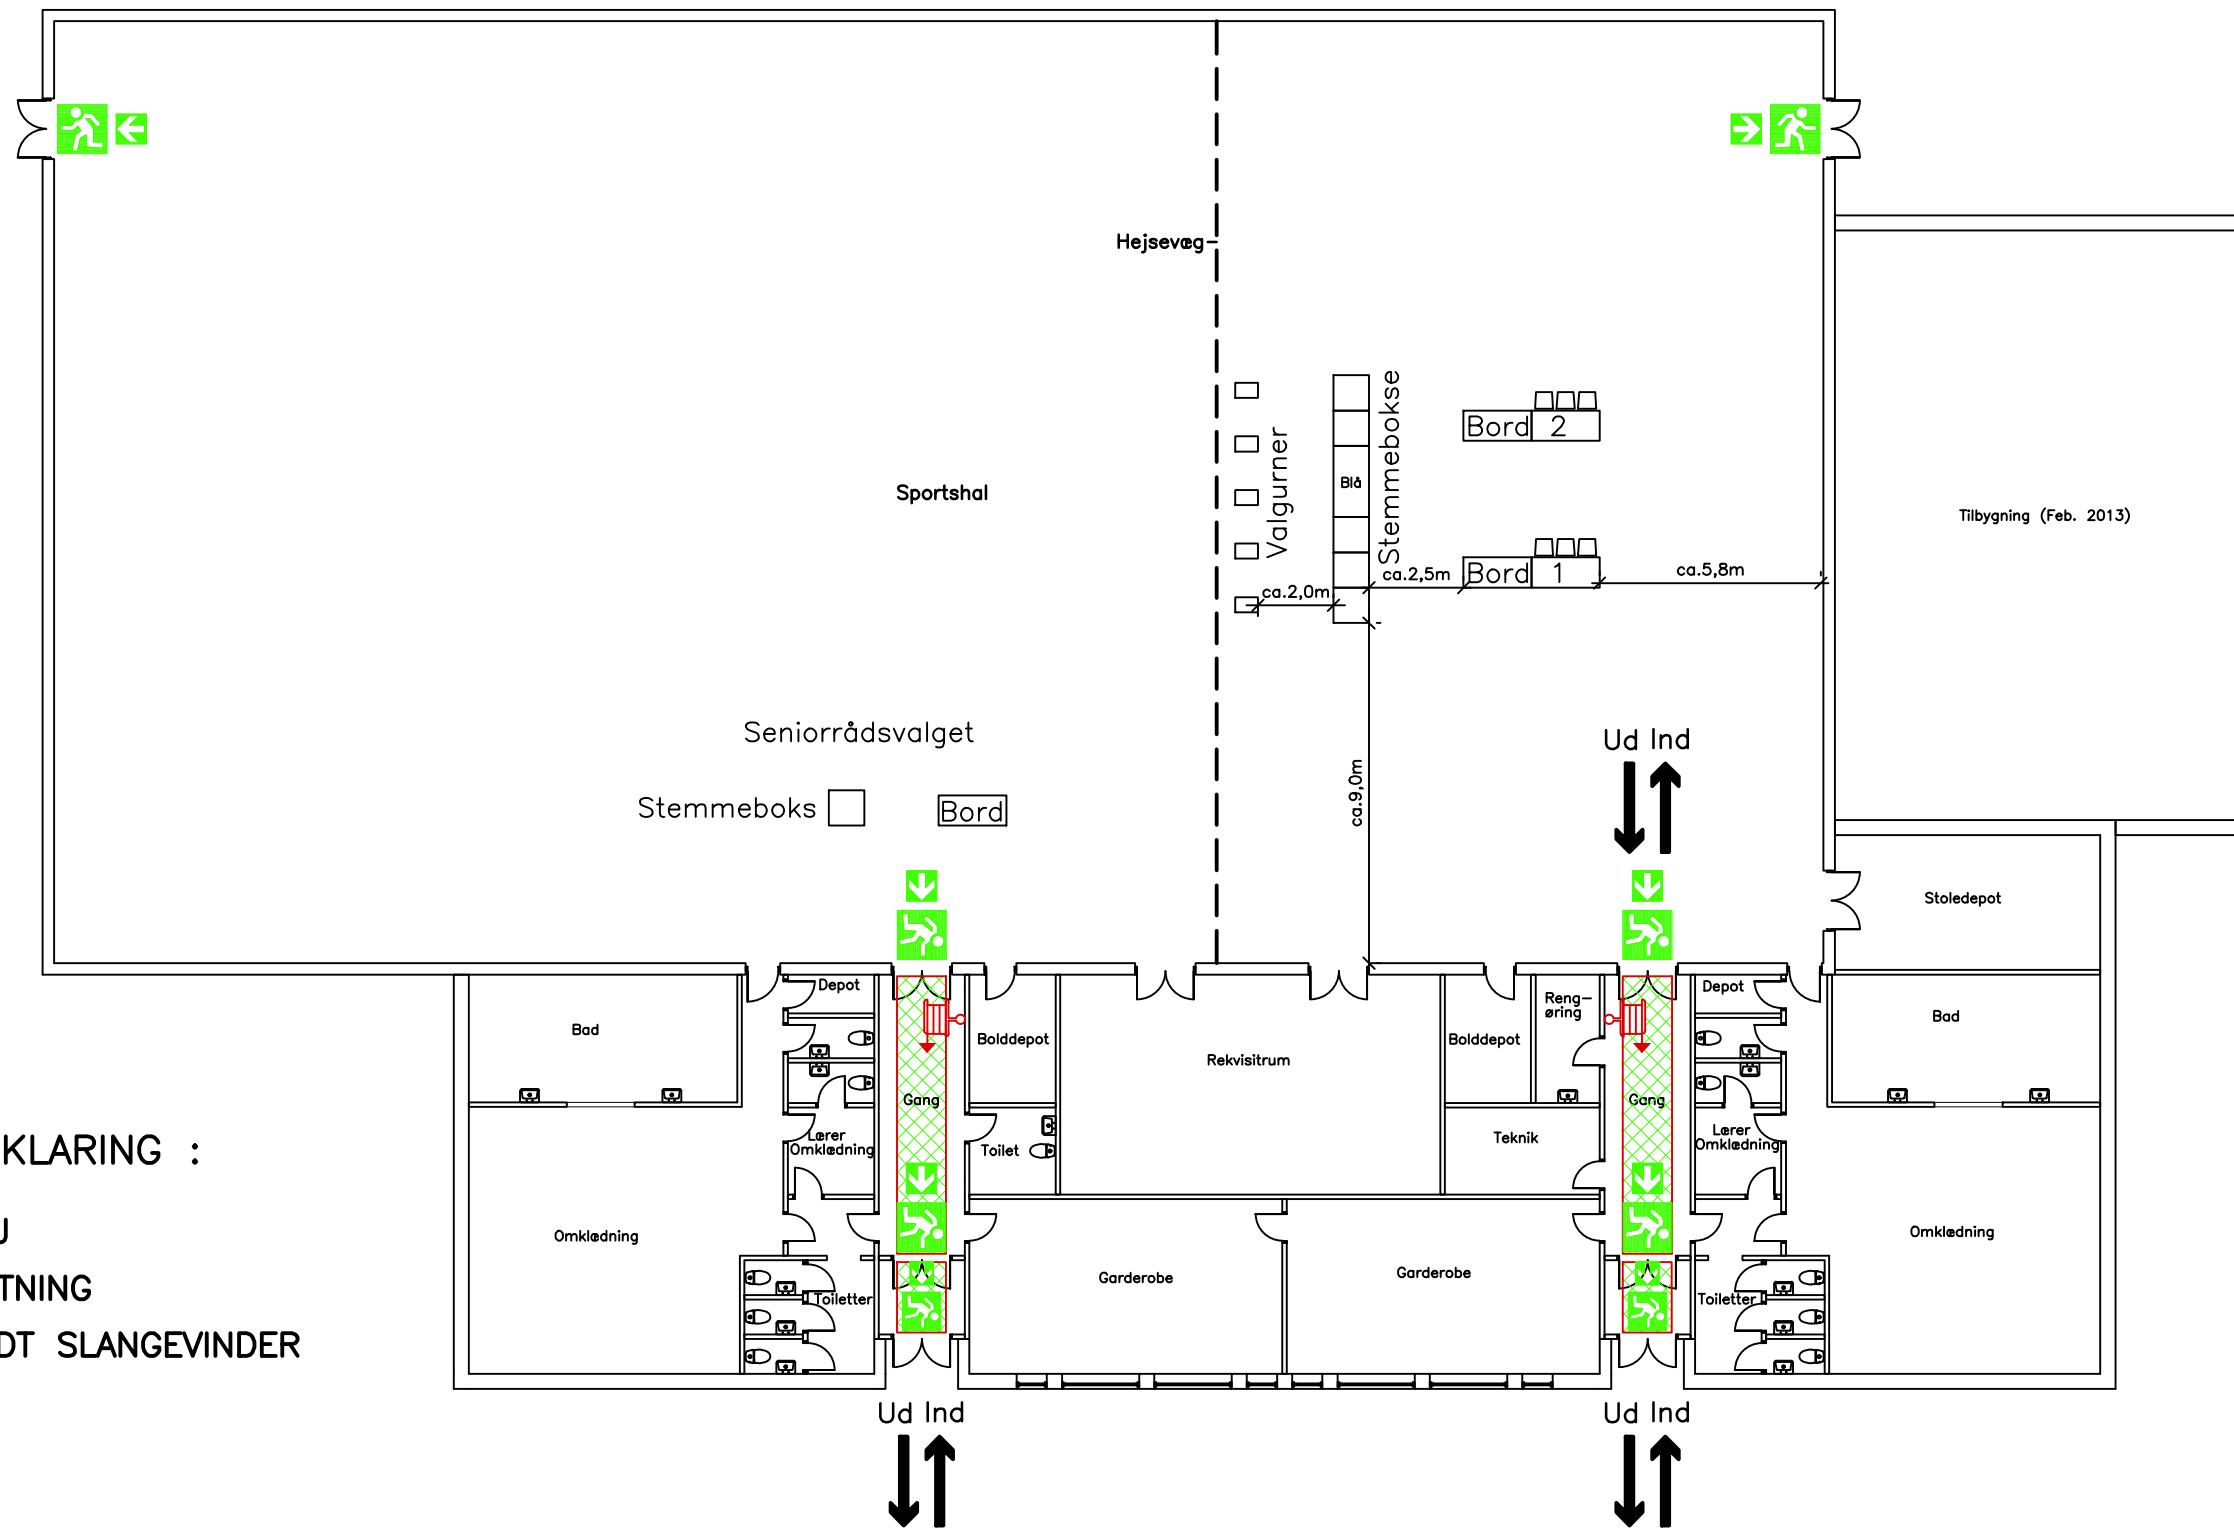 Hejsevæg
Sportshal
Valgurner
Blå
Stemmebokse
Bord 2
Bord 1
ca.2,0m
ca.2,5m
ca.5,8m
ca.9,0m
Tilbygning (Feb. 2013)
Seniorrådsvalget
Stemmeboks
Bord
Ud Ind
Stoledepot
Depot
Bad
Bolddepot
Rekvisitrum
Bolddepot
Reng-
øring
Depot
Bad
Gang
Gang
Lærer
Omklædning
Toilet
Teknik
Lærer
Omklædning
Omklædning
Omklædning
Garderobe
Garderobe
Toiletter
Toiletter
KLARING :
TNING
DT SLANGEVINDER
Ud Ind
Ud Ind